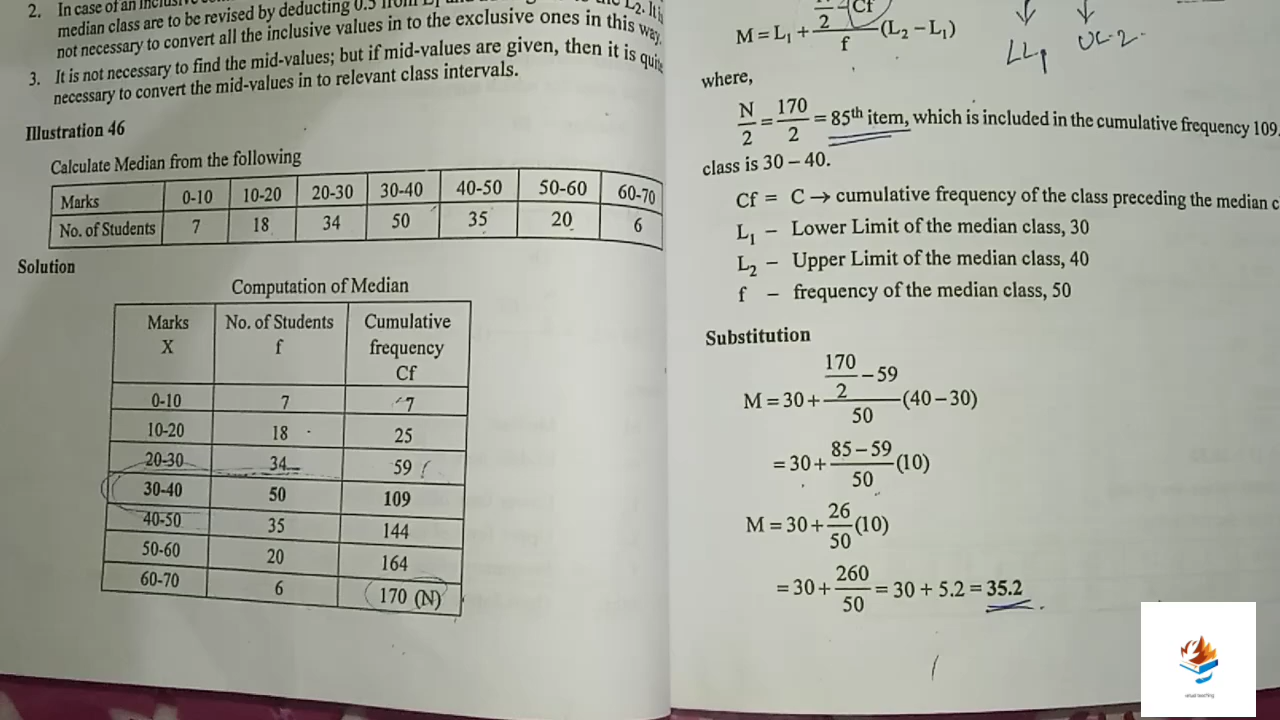 2. In case of an inclusive
median class are to be revised by deducting 0.5 from L₁ and the L₂. It is
not necessary to convert all the inclusive values in to the exclusive ones in this way.
3. It is not necessary to find the mid-values; but if mid-values are given, then it is quite
necessary to convert the mid-values in to relevant class intervals.
Illustration 46
Calculate Median from the following
Marks 0-10 10-20 20-30 30-40 40-50 50-60 60-70
No. of Students 7 18 34 50 35 20 6
Solution
Computation of Median
Marks X No. of Students f Cumulative frequency Cf
0-10 7 7
10-20 18 25
20-30 34 59
30-40 50 109
40-50 35 144
50-60 20 164
60-70 6 170 (N)
M = L₁ + (N/2 - Cf)/f (L₂ – L₁)
where,
N/2 = 170/2 = 85th item, which is included in the cumulative frequency 109.
class is 30 – 40.
Cf = C → cumulative frequency of the class preceding the median c
L₁ – Lower Limit of the median class, 30
L₂ – Upper Limit of the median class, 40
f – frequency of the median class, 50
Substitution
M = 30 + (170/2 – 59)/50 (40 – 30)
= 30 + (85 – 59)/50 (10)
M = 30 + 26/50 (10)
= 30 + 260/50 = 30 + 5.2 = 35.2